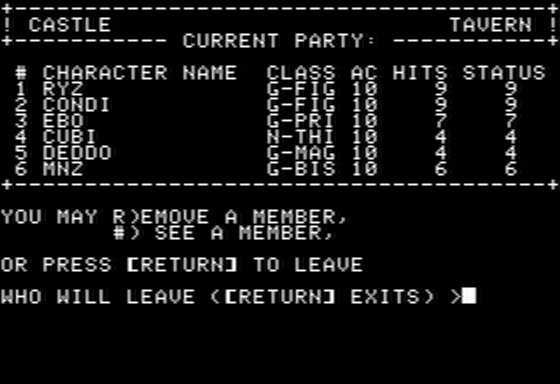 ! CASTLE TAVERN !
+----------- CURRENT PARTY: -----------+
# CHARACTER NAME CLASS AC HITS STATUS
1 RYZ G-FIG 10 9 9
2 CONDI G-FIG 10 9 9
3 EBO G-PRI 10 7 7
4 CUBI N-THI 10 4 4
5 DEDDO G-MAG 10 4 4
6 MNZ G-BIS 10 6 6
YOU MAY R)EMOVE A MEMBER,
#) SEE A MEMBER,
OR PRESS [RETURN] TO LEAVE
WHO WILL LEAVE ([RETURN] EXITS) >